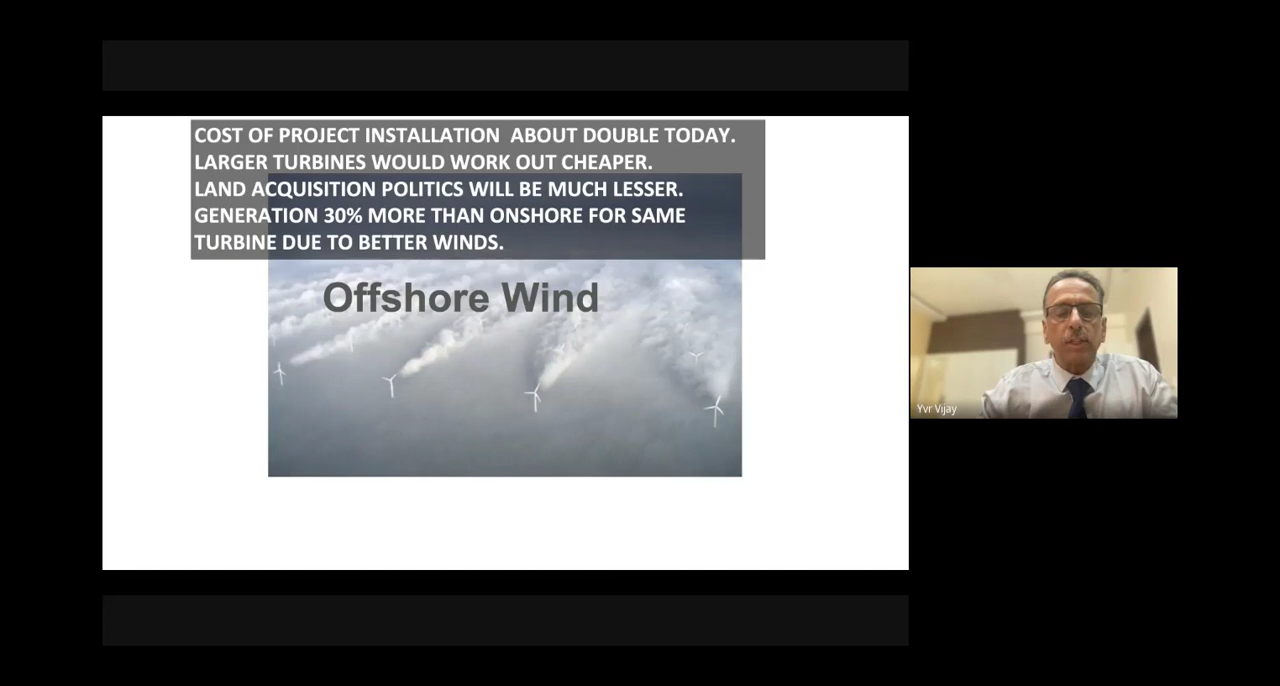 COST OF PROJECT INSTALLATION ABOUT DOUBLE TODAY.
LARGER TURBINES WOULD WORK OUT CHEAPER.
LAND ACQUISITION POLITICS WILL BE MUCH LESSER.
GENERATION 30% MORE THAN ONSHORE FOR SAME
TURBINE DUE TO BETTER WINDS.
Offshore Wind
Yvr Vijay